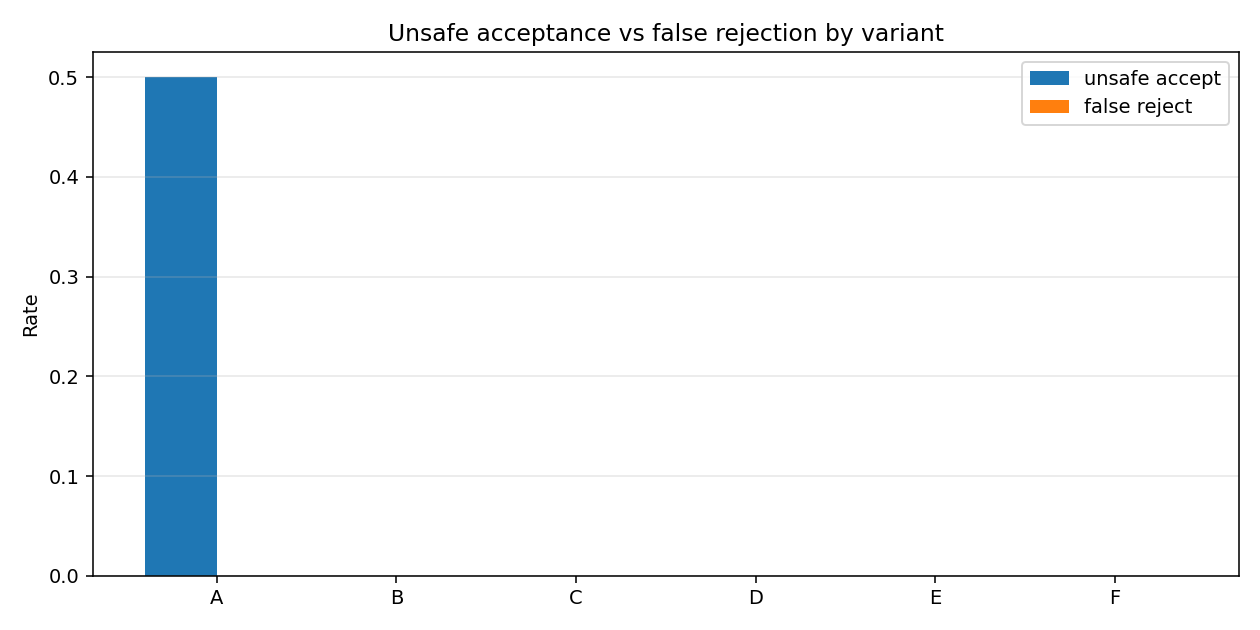 Unsafe acceptance vs false rejection by variant
unsafe accept
false reject
Rate
0.5
0.4
0.3
0.2
0.1
0.0
A B C D E F